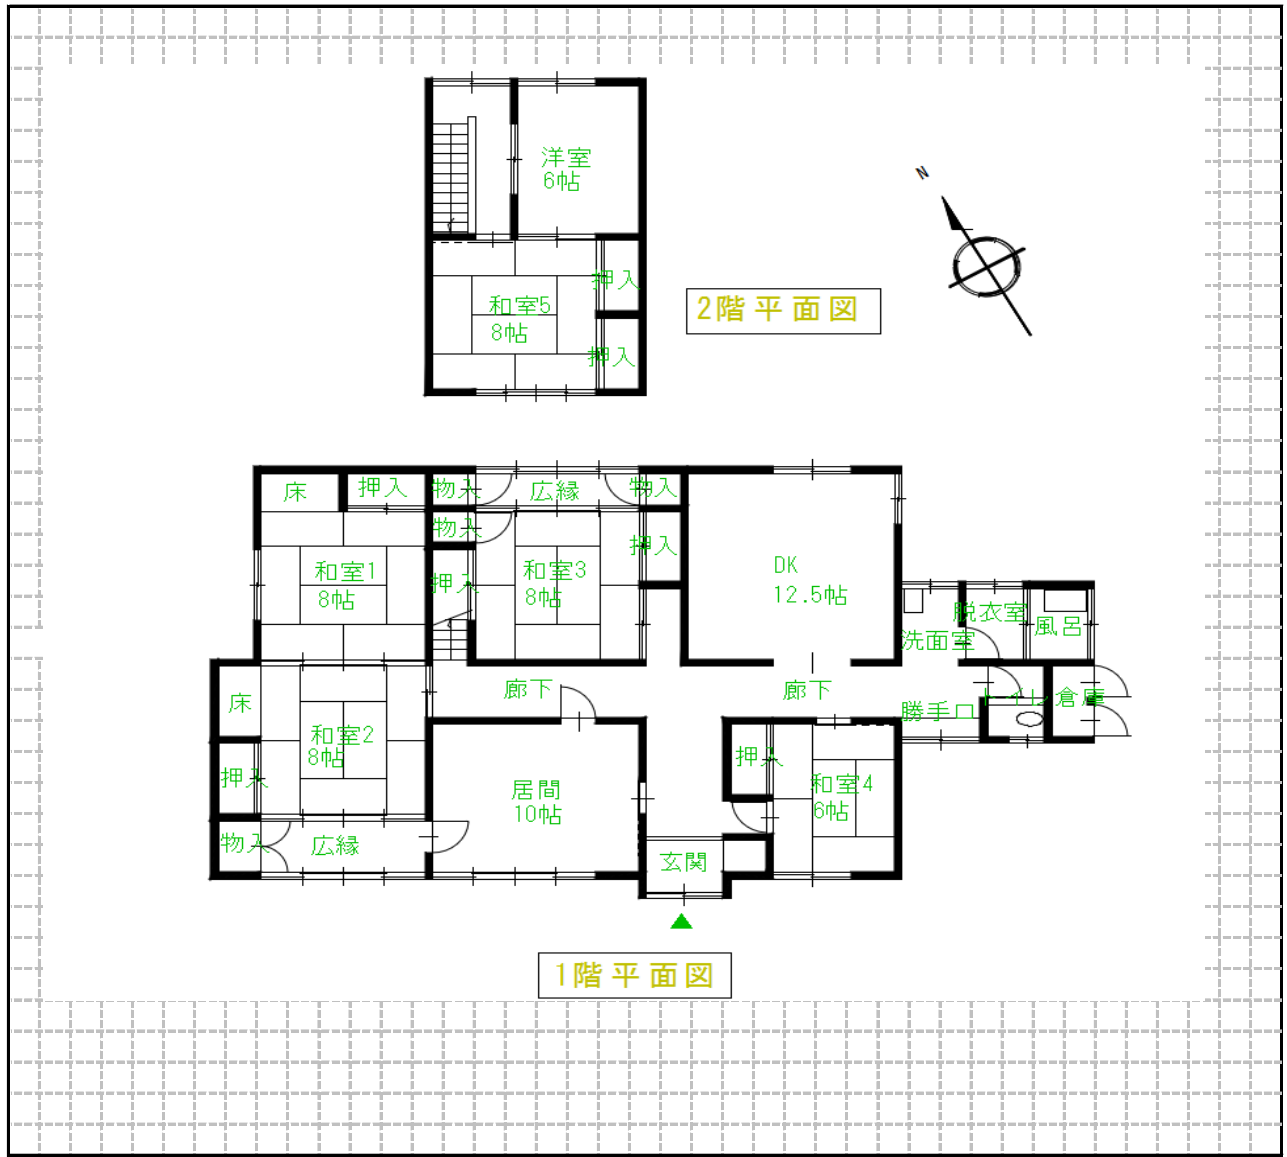 洋室
6帖
N
押入
和室5
8帖
押入
2階平面図
床
押入
物入
広縁
物入
物入
押入
和室1
8帖
押入
和室3
8帖
DK
12.5帖
脱衣室
洗面室
風呂
床
廊下
廊下
勝手口
トイレ
倉庫
和室2
8帖
押入
居間
10帖
押入
和室4
6帖
物入
広縁
玄関
1階平面図